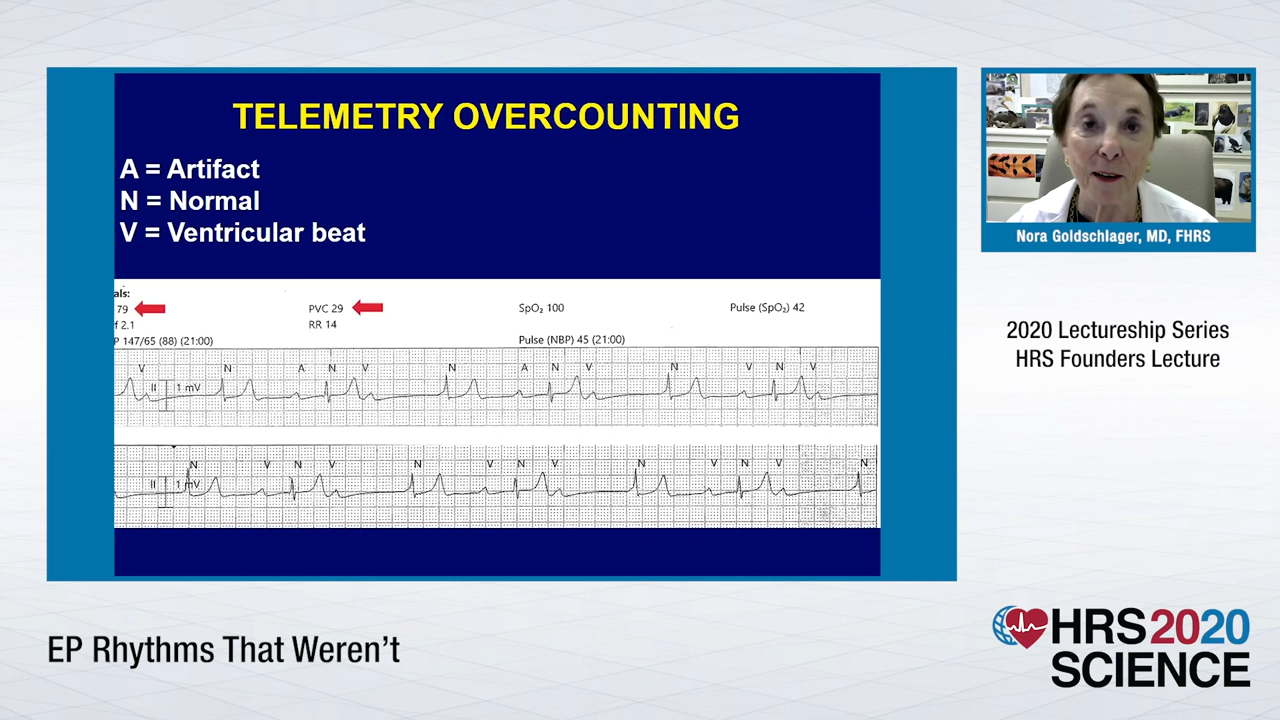 TELEMETRY OVERCOUNTING
A = Artifact
N = Normal
V = Ventricular beat
als:
79
PVC 29
SpO₂ 100
Pulse (SpO₂) 42
f 2.1
RR 14
P 147/65 (88) (21:00)
Pulse (NBP) 45 (21:00)
V N A N V N A N V N V N V
II 1 mV
N V N V N V N V N V N V N
II 1 mV
Nora Goldschlager, MD, FHRS
2020 Lectureship Series
HRS Founders Lecture
EP Rhythms That Weren't
HRS2020
SCIENCE